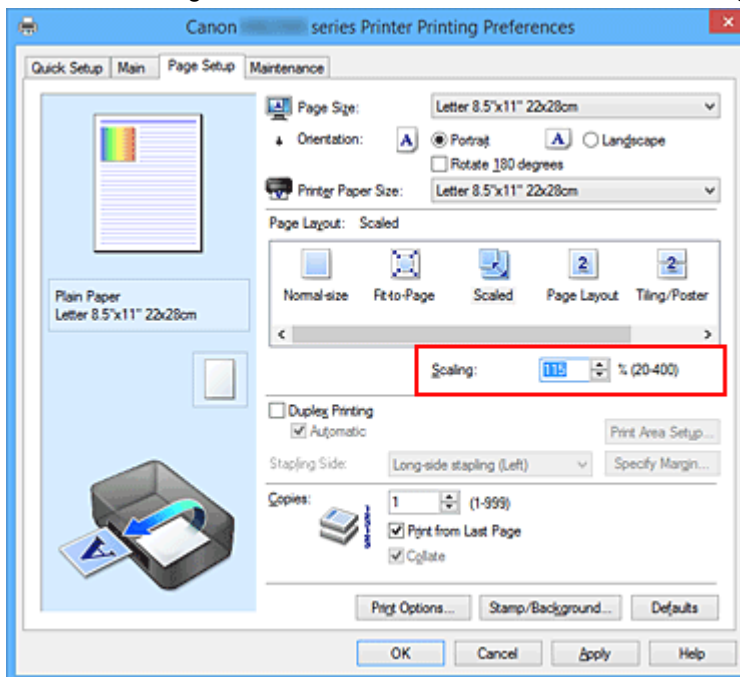 Canon series Printer Printing Preferences
Quick Setup Main Page Setup Maintenance
Page Size: Letter 8.5"x11" 22x28cm
Orientation: A Portrait A Landscape
Rotate 180 degrees
Printer Paper Size: Letter 8.5"x11" 22x28cm
Page Layout: Scaled
2 2
Normal-size Fit-to-Page Scaled Page Layout Tiling/Poster
Plain Paper
Letter 8.5"x11" 22x28cm
Scaling: 115 % (20-400)
Duplex Printing
Automatic
Print Area Setup...
Stapling Side: Long-side stapling (Left) Specify Margin...
Copies: 1 (1-999)
Print from Last Page
Collate
A
Print Options... Stamp/Background... Defaults
OK Cancel Apply Help